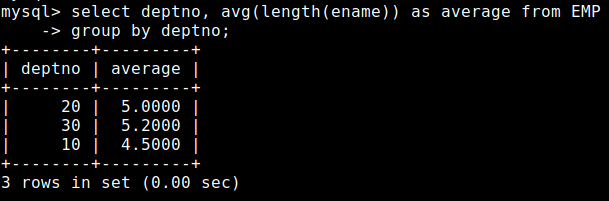 mysql> select deptno, avg(length(ename)) as average from EMP
    -> group by deptno;
+--------+---------+
| deptno | average |
+--------+---------+
|     20 |  5.0000 |
|     30 |  5.2000 |
|     10 |  4.5000 |
+--------+---------+
3 rows in set (0.00 sec)